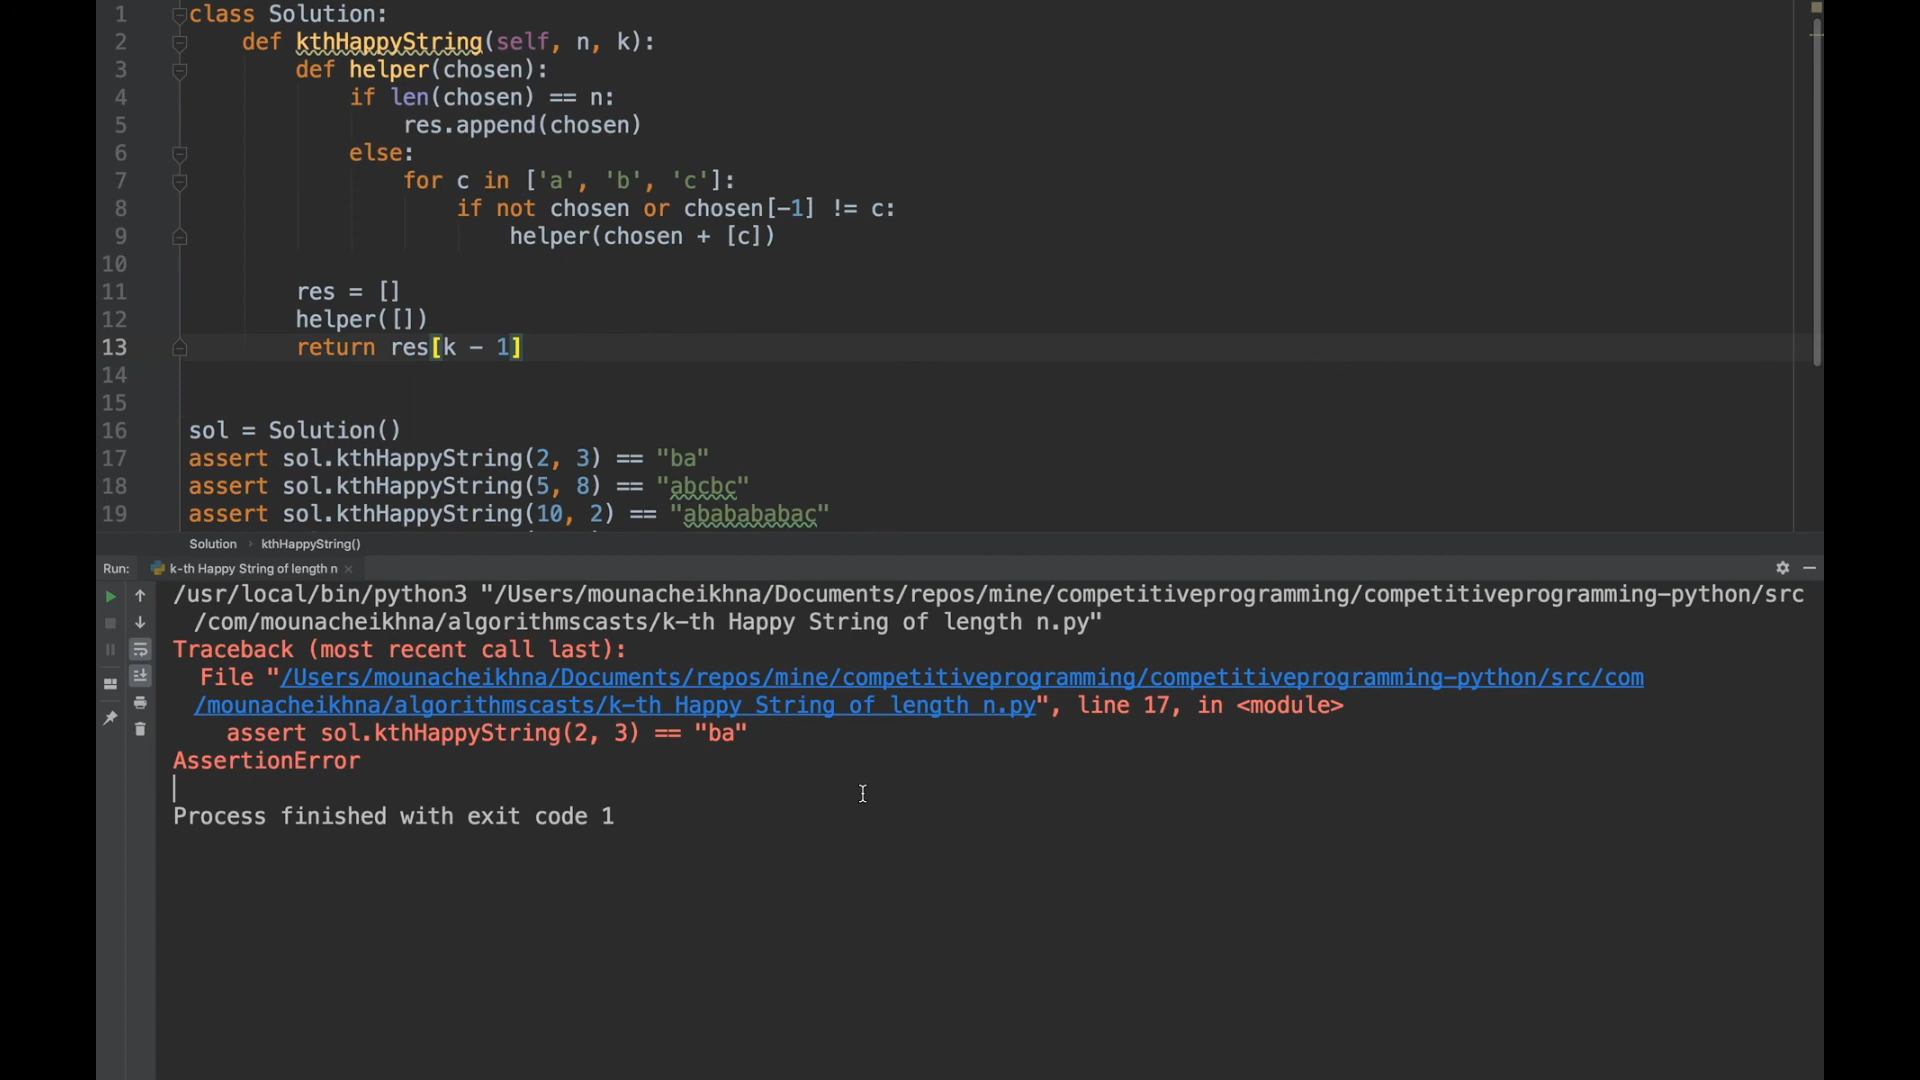 1 class Solution:
2 def kthHappyString(self, n, k):
3 def helper(chosen):
4 if len(chosen) == n:
5 res.append(chosen)
6 else:
7 for c in ['a', 'b', 'c']:
8 if not chosen or chosen[-1] != c:
9 helper(chosen + [c])
10
11 res = []
12 helper([])
13 return res[k - 1]
14
15
16 sol = Solution()
17 assert sol.kthHappyString(2, 3) == "ba"
18 assert sol.kthHappyString(5, 8) == "abcbc"
19 assert sol.kthHappyString(10, 2) == "ababababac"
Solution › kthHappyString()
Run: k-th Happy String of length n ×
/usr/local/bin/python3 "/Users/mounacheikhna/Documents/repos/mine/competitiveprogramming/competitiveprogramming-python/src
/com/mounacheikhna/algorithmscasts/k-th Happy String of length n.py"
Traceback (most recent call last):
File "/Users/mounacheikhna/Documents/repos/mine/competitiveprogramming/competitiveprogramming-python/src/com
/mounacheikhna/algorithmscasts/k-th Happy String of length n.py", line 17, in <module>
assert sol.kthHappyString(2, 3) == "ba"
AssertionError
Process finished with exit code 1